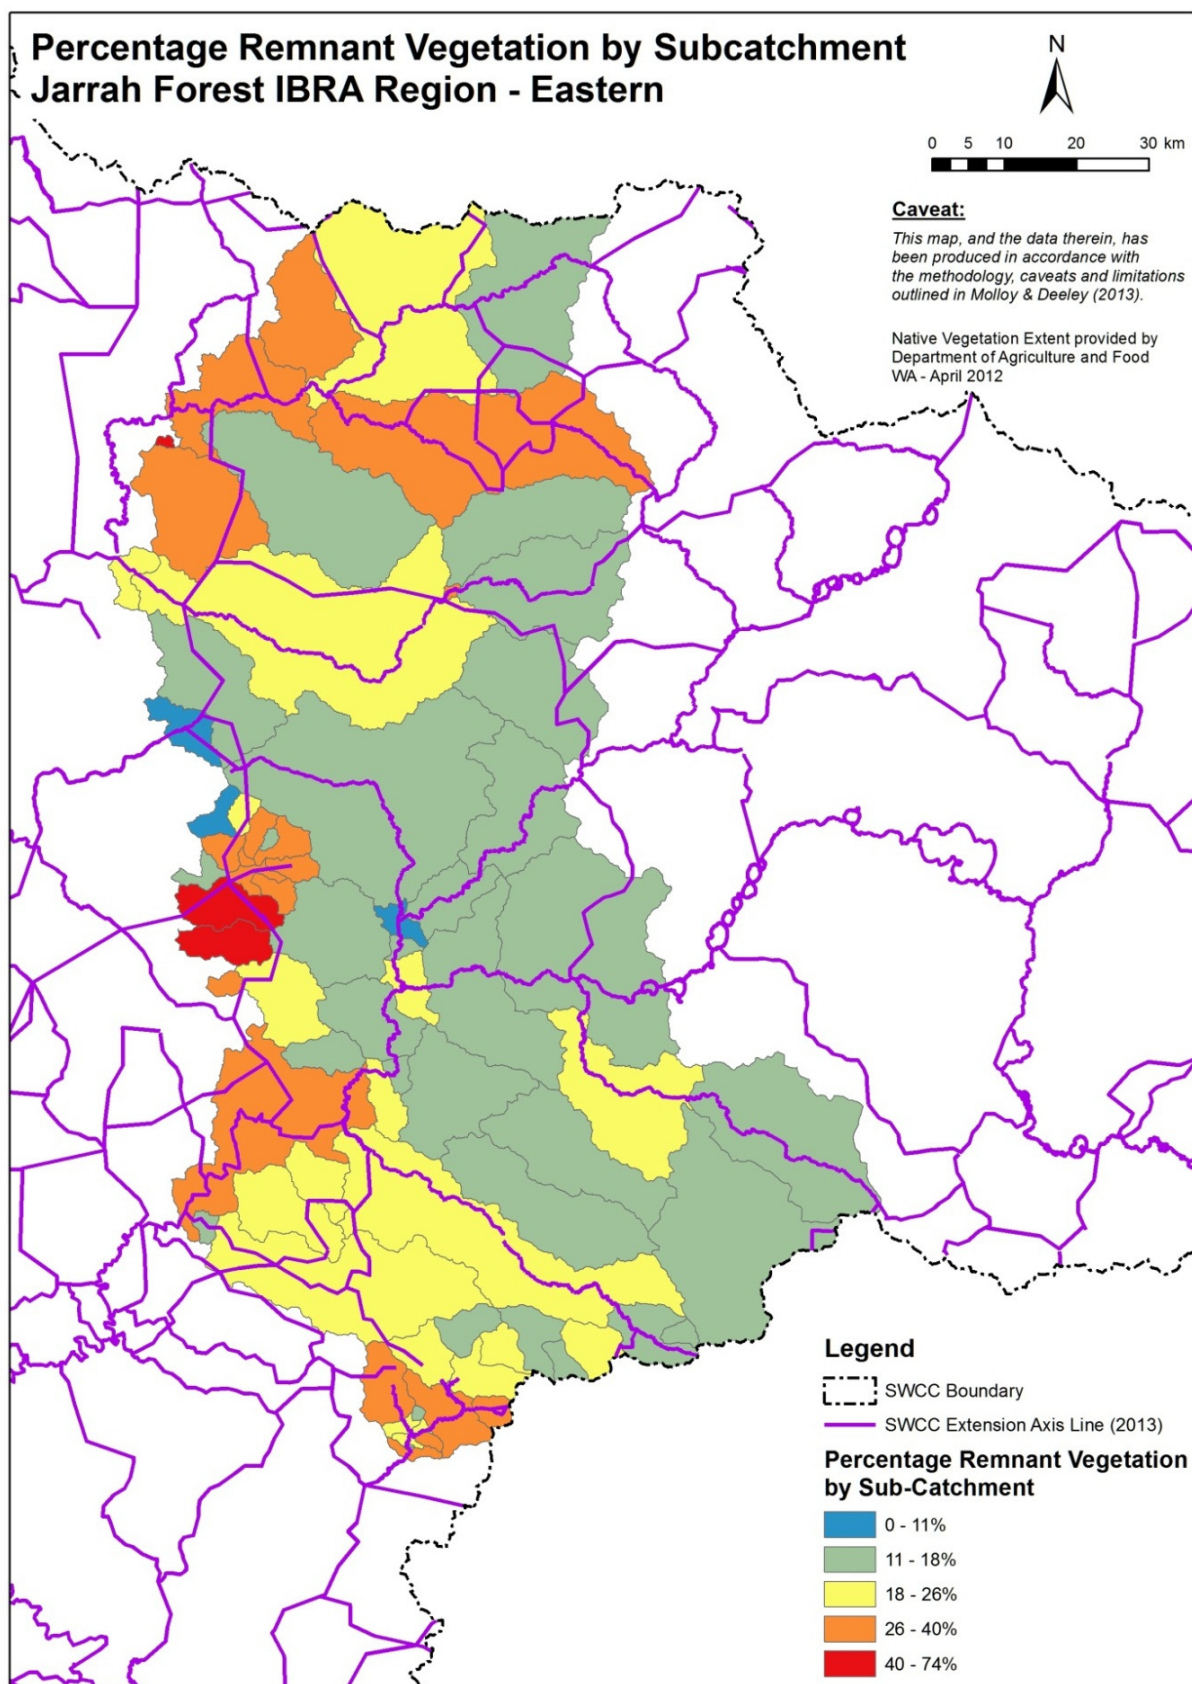 Percentage Remnant Vegetation by Subcatchment
Jarrah Forest IBRA Region - Eastern
N
0 5 10 20 30 km
Caveat:
This map, and the data therein, has
been produced in accordance with
the methodology, caveats and limitations
outlined in Molloy & Deeley (2013).
Native Vegetation Extent provided by
Department of Agriculture and Food
WA - April 2012
Legend
SWCC Boundary
SWCC Extension Axis Line (2013)
Percentage Remnant Vegetation
by Sub-Catchment
0 - 11%
11 - 18%
18 - 26%
26 - 40%
40 - 74%